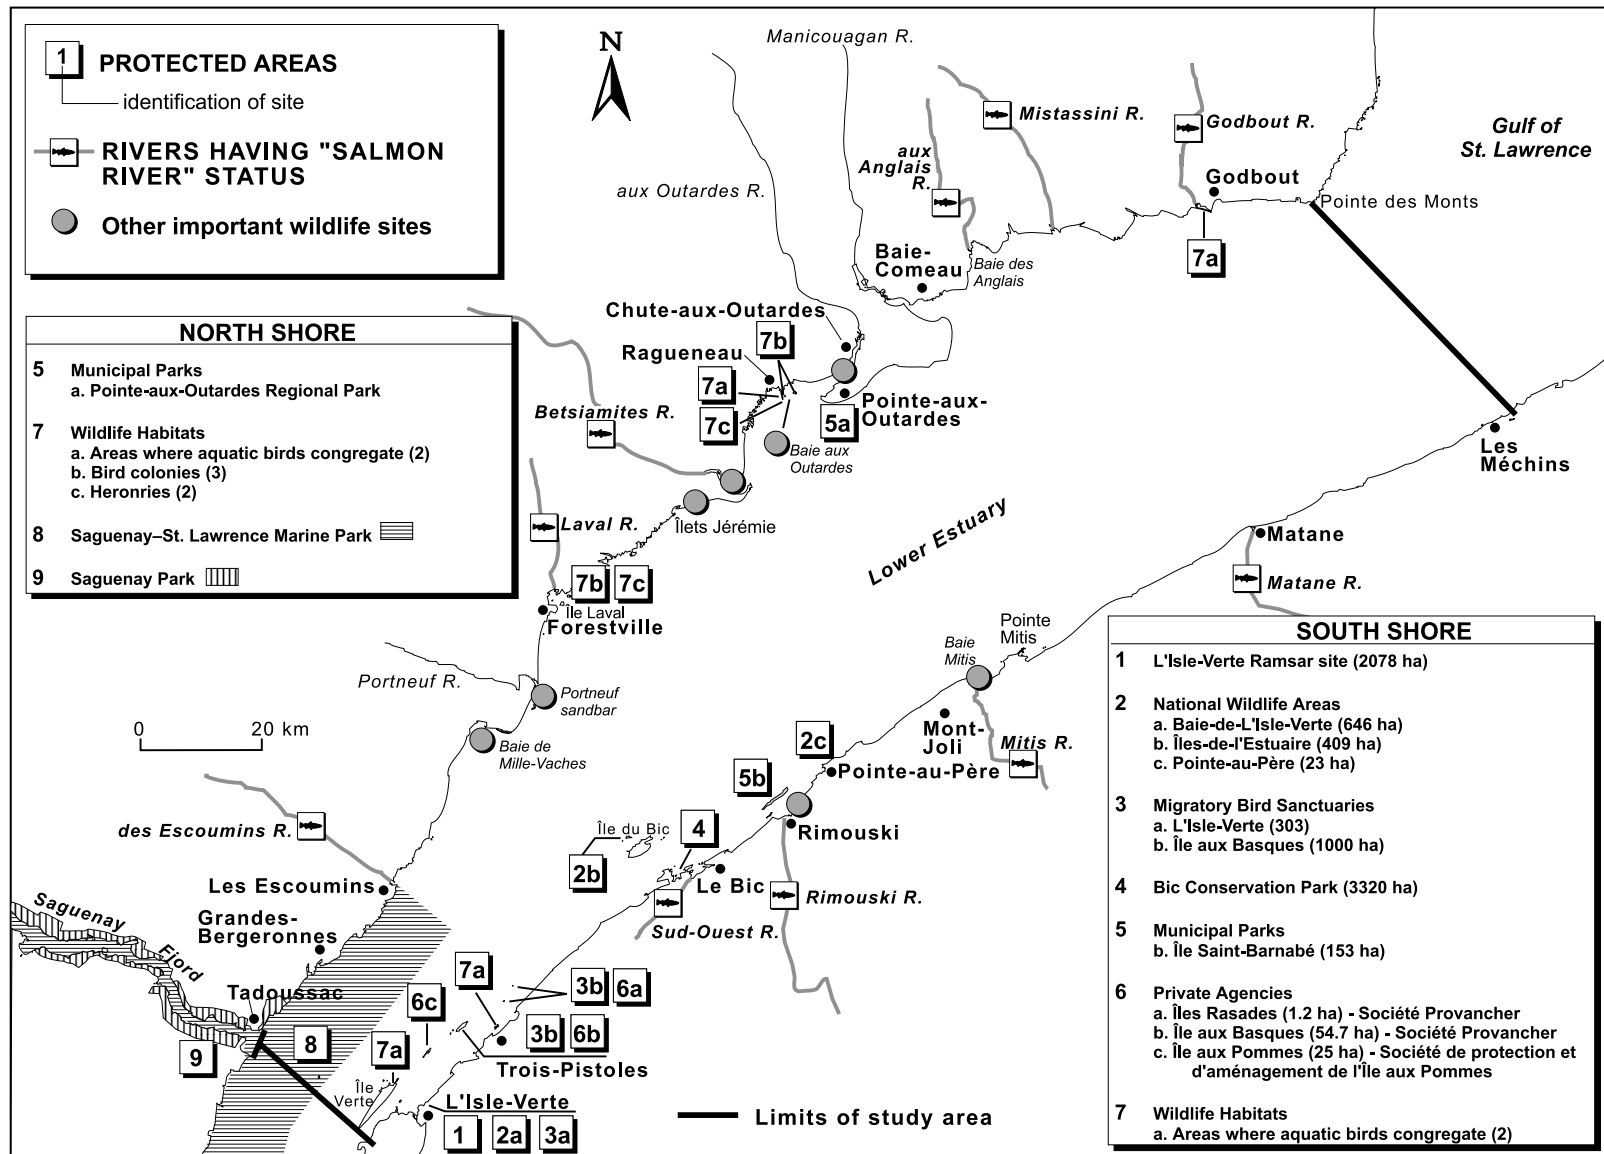 1 PROTECTED AREAS
identification of site
RIVERS HAVING "SALMON
RIVER" STATUS
Other important wildlife sites
N
Manicouagan R.
aux Outardes R.
aux
Anglais
R.
Mistassini R.
Godbout R.
Godbout
Gulf of
St. Lawrence
Pointe des Monts
7a
Baie-
Comeau
Baie des
Anglais
NORTH SHORE
5 Municipal Parks
a. Pointe-aux-Outardes Regional Park
7 Wildlife Habitats
a. Areas where aquatic birds congregate (2)
b. Bird colonies (3)
c. Heronries (2)
8 Saguenay–St. Lawrence Marine Park
9 Saguenay Park
Chute-aux-Outardes
Ragueneau
7b
7a
7c
5a
Pointe-aux-
Outardes
Baie aux
Outardes
Betsiamites R.
Îlets Jérémie
Laval R.
7b 7c
Île Laval
Forestville
Lower Estuary
Les
Méchins
Matane
Matane R.
Pointe
Mitis
Baie
Mitis
Portneuf R.
Portneuf
sandbar
0 20 km
Baie de
Mille-Vaches
Mont-
Joli
Mitis R.
2c
Pointe-au-Père
5b
Rimouski
Île du Bic
4
2b
Le Bic
Rimouski R.
Sud-Ouest R.
des Escoumins R.
Les Escoumins
Grandes-
Bergeronnes
Saguenay
Fjord
Tadoussac
9
8
7a
3b 6a
6c
3b 6b
7a
Trois-Pistoles
Île
Verte
L'Isle-Verte
1 2a 3a
Limits of study area
SOUTH SHORE
1 L'Isle-Verte Ramsar site (2078 ha)
2 National Wildlife Areas
a. Baie-de-L'Isle-Verte (646 ha)
b. Îles-de-l'Estuaire (409 ha)
c. Pointe-au-Père (23 ha)
3 Migratory Bird Sanctuaries
a. L'Isle-Verte (303)
b. Île aux Basques (1000 ha)
4 Bic Conservation Park (3320 ha)
5 Municipal Parks
b. Île Saint-Barnabé (153 ha)
6 Private Agencies
a. Îles Rasades (1.2 ha) - Société Provancher
b. Île aux Basques (54.7 ha) - Société Provancher
c. Île aux Pommes (25 ha) - Société de protection et
d'aménagement de l'Île aux Pommes
7 Wildlife Habitats
a. Areas where aquatic birds congregate (2)